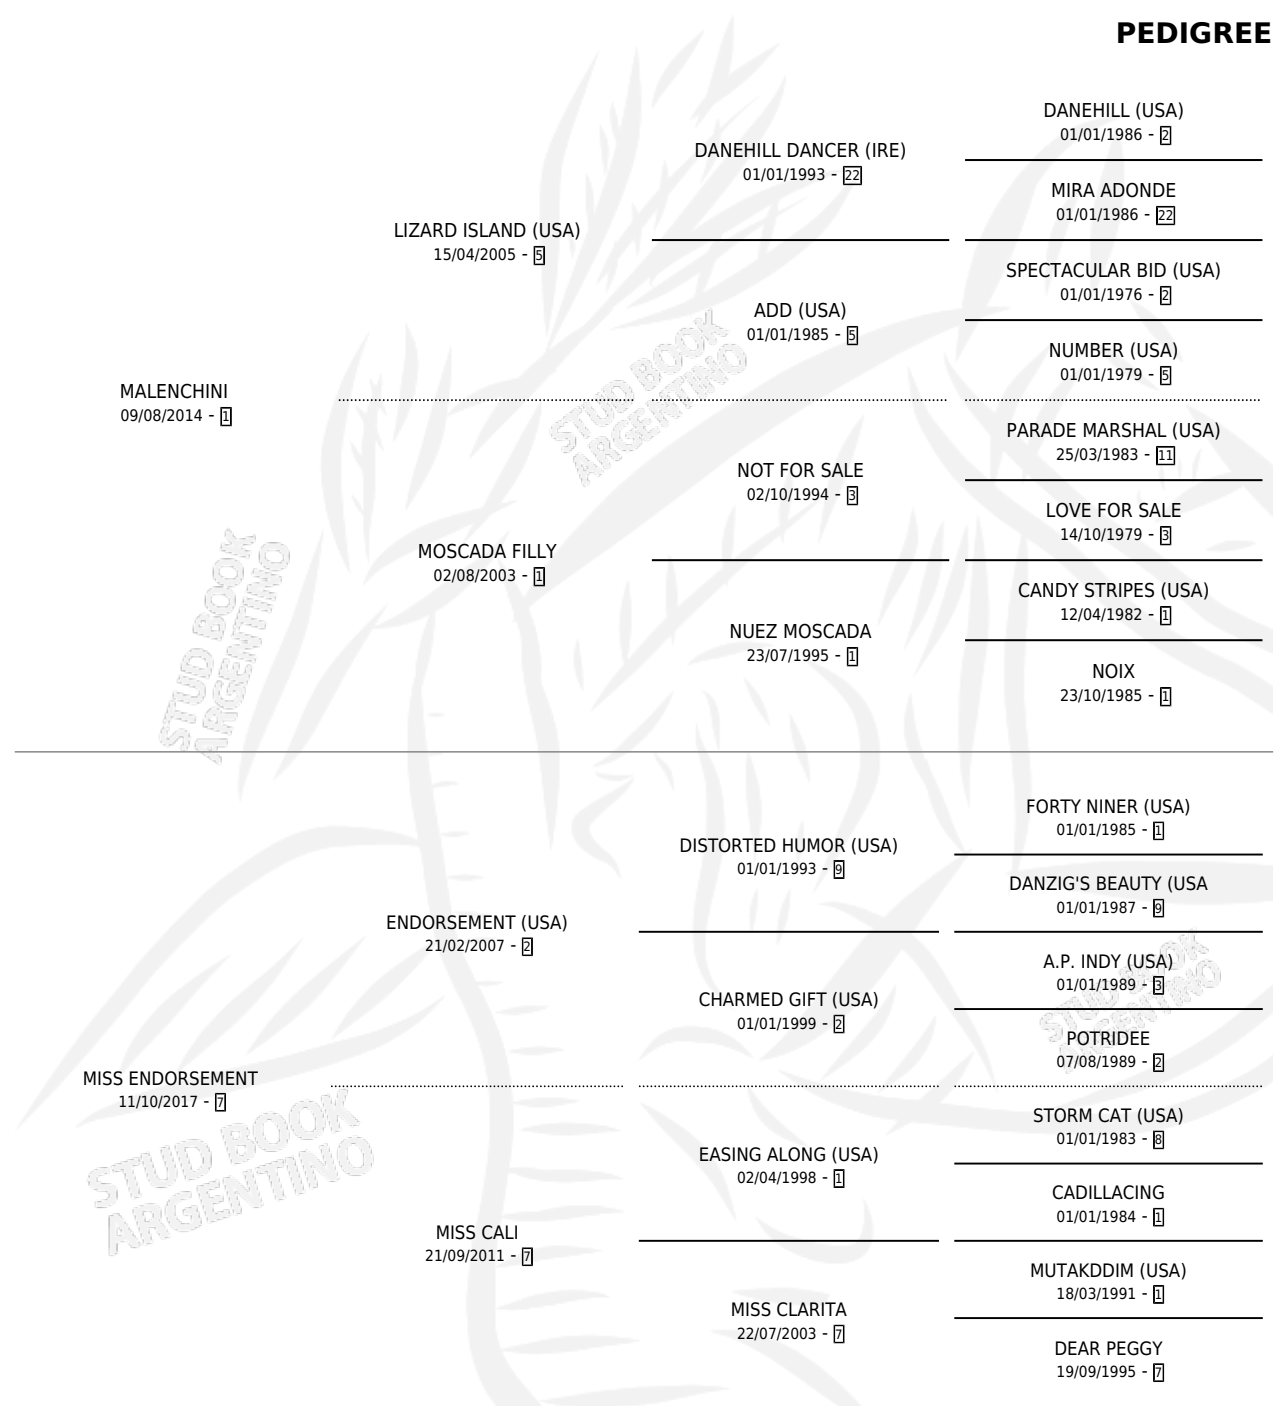 PEDIGREE
DANEHILL (USA)
01/01/1986 - 2
DANEHILL DANCER (IRE)
01/01/1993 - 22
MIRA ADONDE
01/01/1986 - 22
LIZARD ISLAND (USA)
15/04/2005 - 5
SPECTACULAR BID (USA)
01/01/1976 - 2
ADD (USA)
01/01/1985 - 5
NUMBER (USA)
01/01/1979 - 5
MALENCHINI
09/08/2014 - 1
STUD BOOK
ARGENTINO
PARADE MARSHAL (USA)
25/03/1983 - 11
NOT FOR SALE
02/10/1994 - 3
LOVE FOR SALE
14/10/1979 - 3
MOSCADA FILLY
02/08/2003 - 1
CANDY STRIPES (USA)
12/04/1982 - 1
NUEZ MOSCADA
23/07/1995 - 1
NOIX
23/10/1985 - 1
STUD BOOK
ARGENTINO
FORTY NINER (USA)
01/01/1985 - 1
DISTORTED HUMOR (USA)
01/01/1993 - 9
DANZIG'S BEAUTY (USA
01/01/1987 - 9
ENDORSEMENT (USA)
21/02/2007 - 2
A.P. INDY (USA)
01/01/1989 - 3
CHARMED GIFT (USA)
01/01/1999 - 2
STUD BOOK
ARGENTINO
POTRIDEE
07/08/1989 - 2
MISS ENDORSEMENT
11/10/2017 - 7
STUD BOOK
ARGENTINO
STORM CAT (USA)
01/01/1983 - 8
EASING ALONG (USA)
02/04/1998 - 1
CADILLACING
01/01/1984 - 1
MISS CALI
21/09/2011 - 7
MUTAKDDIM (USA)
18/03/1991 - 1
MISS CLARITA
22/07/2003 - 7
DEAR PEGGY
19/09/1995 - 7